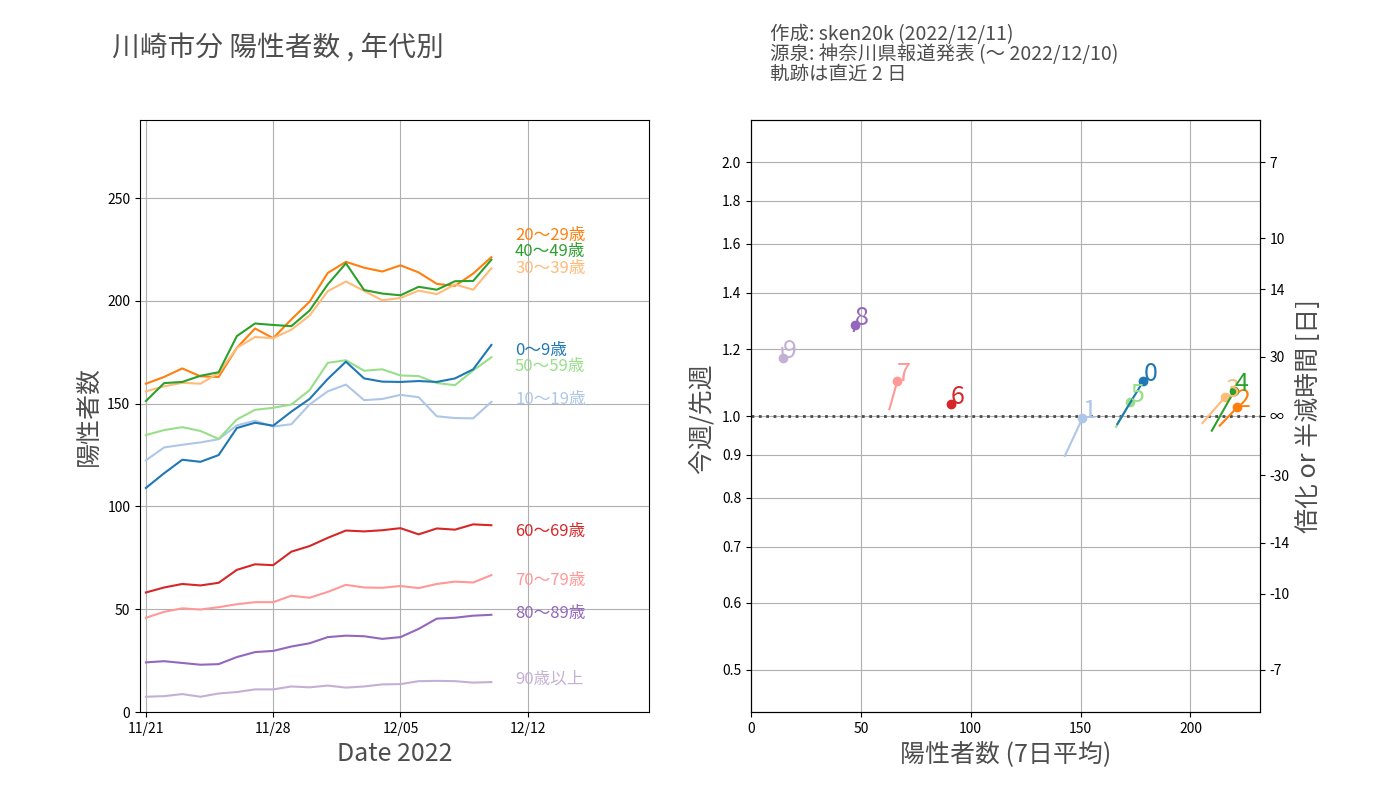 川崎市分 陽性者数 , 年代別
作成: sken20k (2022/12/11)
源泉: 神奈川県報道発表 (〜 2022/12/10)
軌跡は直近 2 日
陽性者数
250
200
150
100
50
0
11/21
11/28
12/05
12/12
Date 2022
20〜29歳
40〜49歳
30〜39歳
0〜9歳
50〜59歳
10〜19歳
60〜69歳
70〜79歳
80〜89歳
90歳以上
今週/先週
2.0
1.8
1.6
1.4
1.2
1.0
0.9
0.8
0.7
0.6
0.5
9
8
7
6
1
5
0
3
4
2
7
10
14
30
∞
-30
-14
-10
-7
倍化 or 半減時間 [日]
0
50
100
150
200
陽性者数 (7日平均)